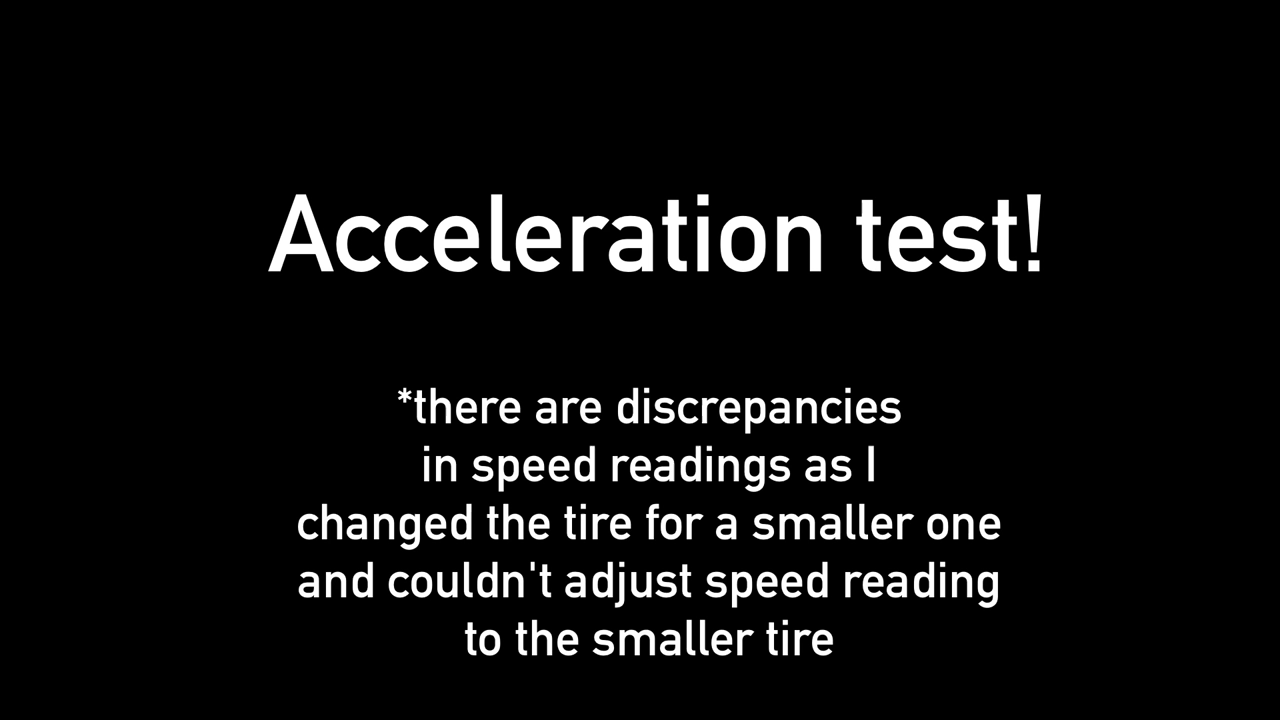 Acceleration test!
*there are discrepancies
in speed readings as I
changed the tire for a smaller one
and couldn't adjust speed reading
to the smaller tire